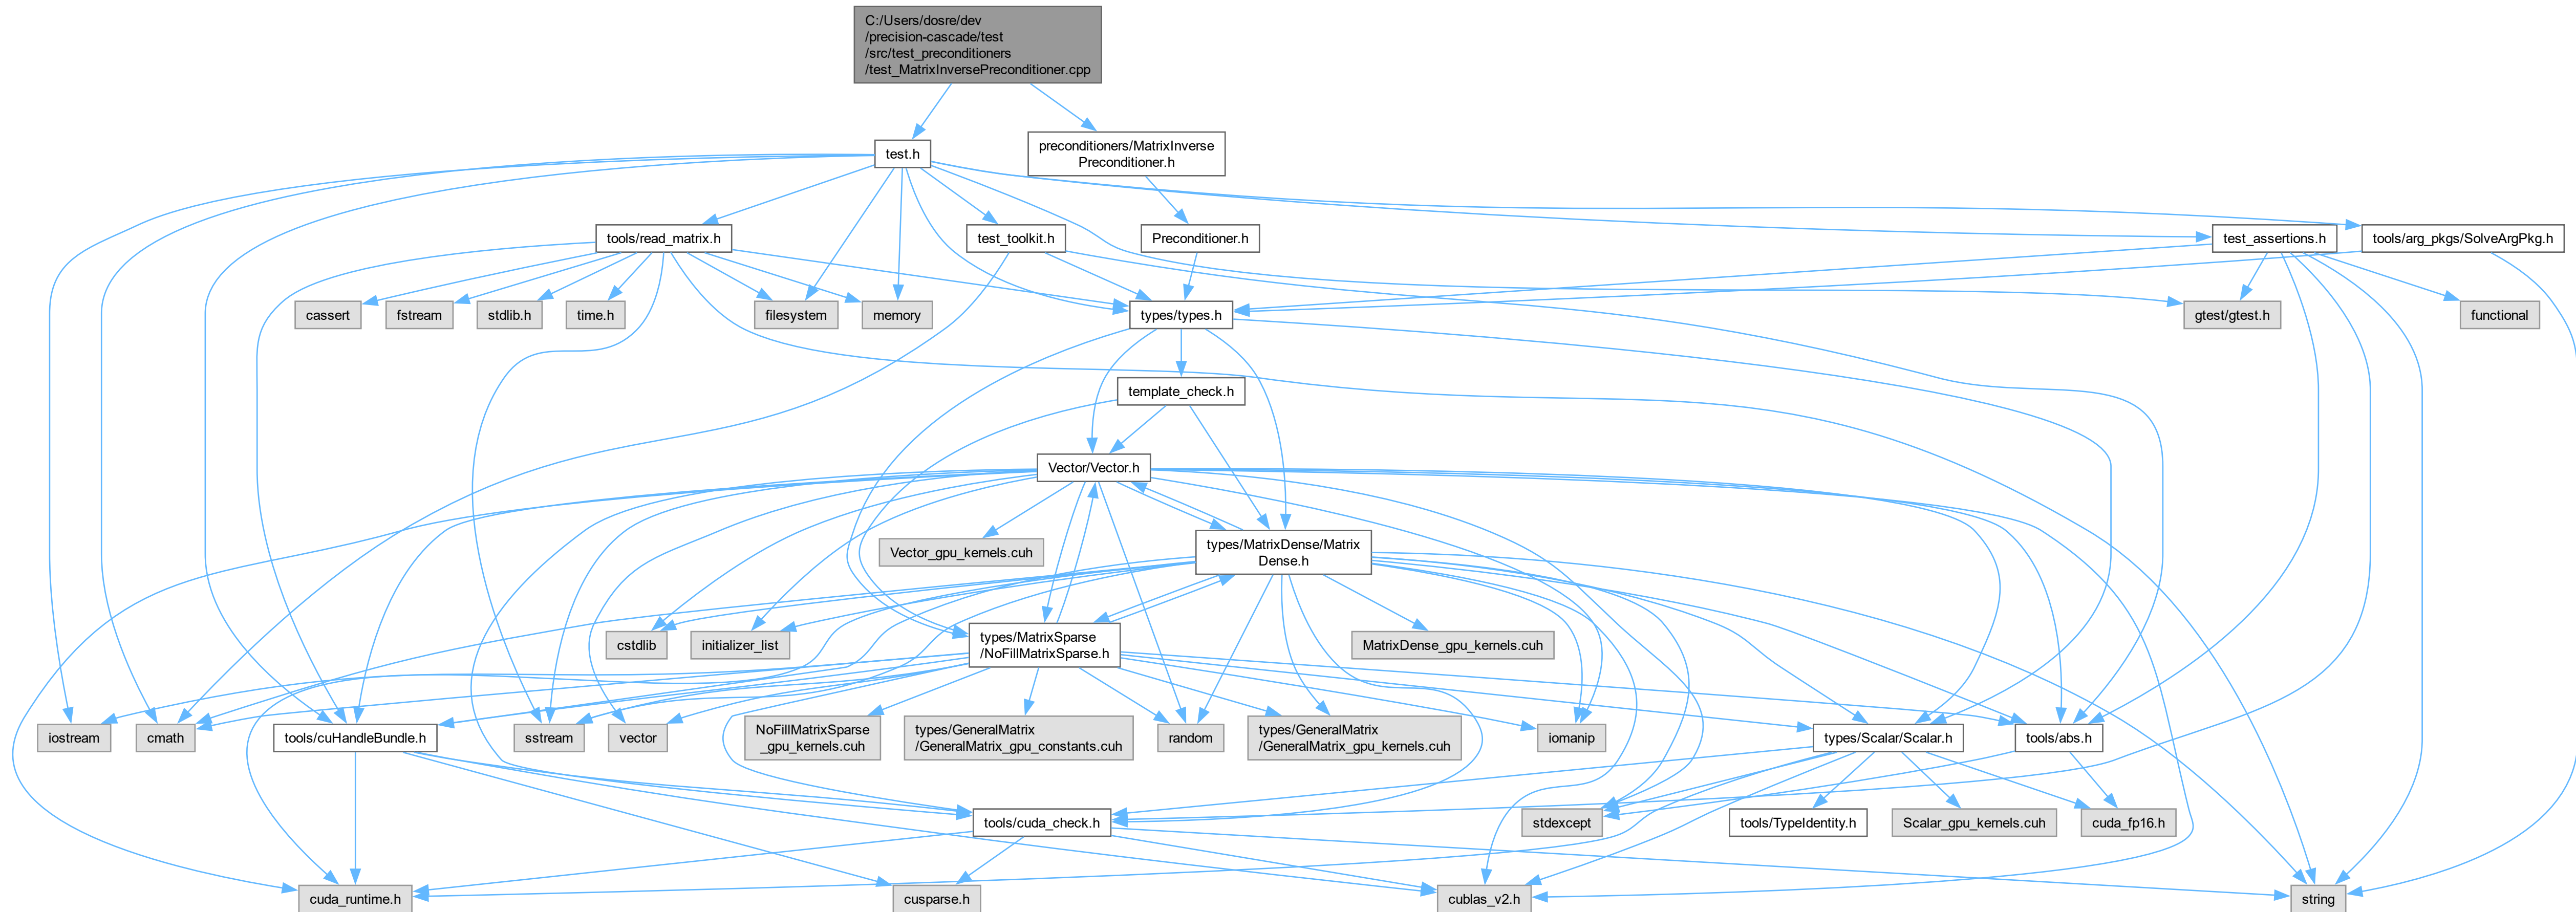 C:/Users/dosre/dev
/precision-cascade/test
/src/test_preconditioners
/test_MatrixInversePreconditioner.cpp
test.h
preconditioners/MatrixInverse
Preconditioner.h
tools/read_matrix.h
test_toolkit.h
Preconditioner.h
test_assertions.h
tools/arg_pkgs/SolveArgPkg.h
cassert
fstream
stdlib.h
time.h
filesystem
memory
types/types.h
gtest/gtest.h
functional
template_check.h
Vector/Vector.h
Vector_gpu_kernels.cuh
types/MatrixDense/Matrix
Dense.h
cstdlib
initializer_list
types/MatrixSparse
/NoFillMatrixSparse.h
MatrixDense_gpu_kernels.cuh
iostream
cmath
tools/cuHandleBundle.h
sstream
vector
NoFillMatrixSparse
_gpu_kernels.cuh
types/GeneralMatrix
/GeneralMatrix_gpu_constants.cuh
random
types/GeneralMatrix
/GeneralMatrix_gpu_kernels.cuh
iomanip
types/Scalar/Scalar.h
tools/abs.h
tools/cuda_check.h
stdexcept
tools/TypeIdentity.h
Scalar_gpu_kernels.cuh
cuda_fp16.h
cuda_runtime.h
cusparse.h
cublas_v2.h
string